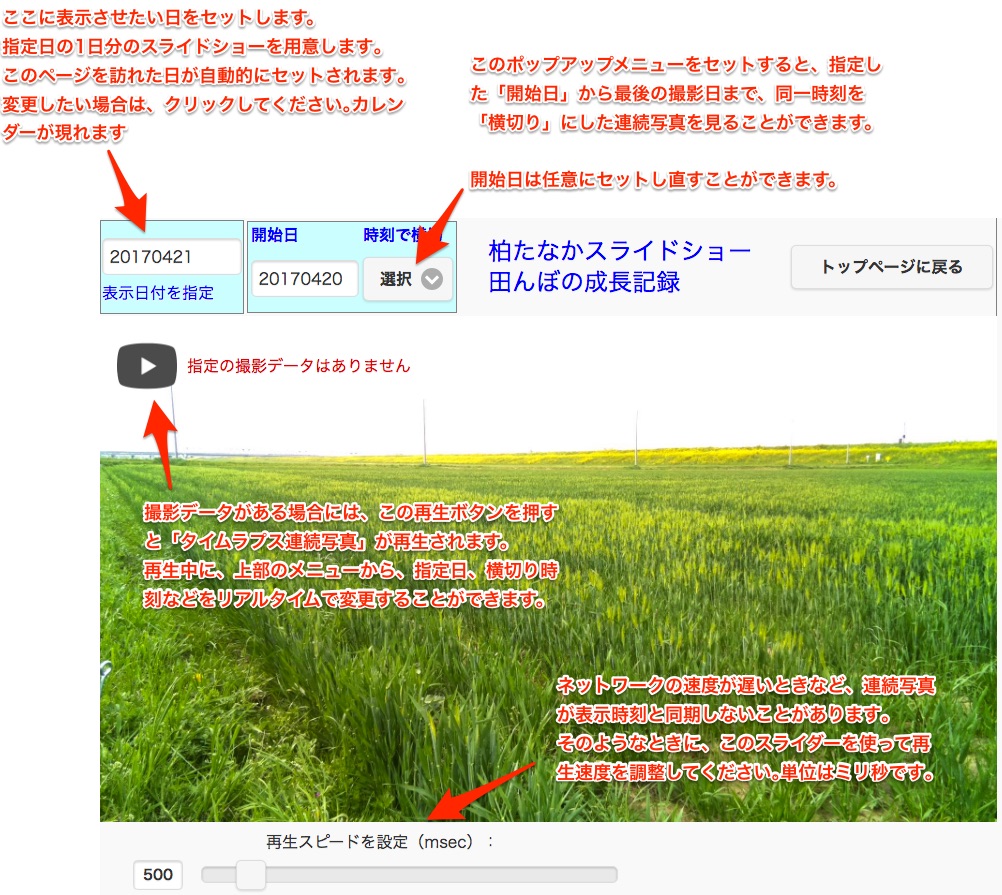 ここに表示させたい日をセットします。
指定日の1日分のスライドショーを用意します。
このページを訪れた日が自動的にセットされます。
変更したい場合は、クリックしてください。カレン
ダーが現れます
このポップアップメニューをセットすると、指定し
た「開始日」から最後の撮影日まで、同一時刻を
「横切り」にした連続写真を見ることができます。
開始日は任意にセットし直すことができます。
20170421
表示日付を指定
開始日
時刻で横切
20170420
選択
柏たなかスライドショー
田んぼの成長記録
トップページに戻る
指定の撮影データはありません
撮影データがある場合には、この再生ボタンを押す
と「タイムラプス連続写真」が再生されます。
再生中に、上部のメニューから、指定日、横切り時
刻などをリアルタイムで変更することができます。
ネットワークの速度が遅いときなど、連続写真
が表示時刻と同期しないことがあります。
そのようなときに、このスライダーを使って再
生速度を調整してください。単位はミリ秒です。
再生スピードを設定（msec）：
500